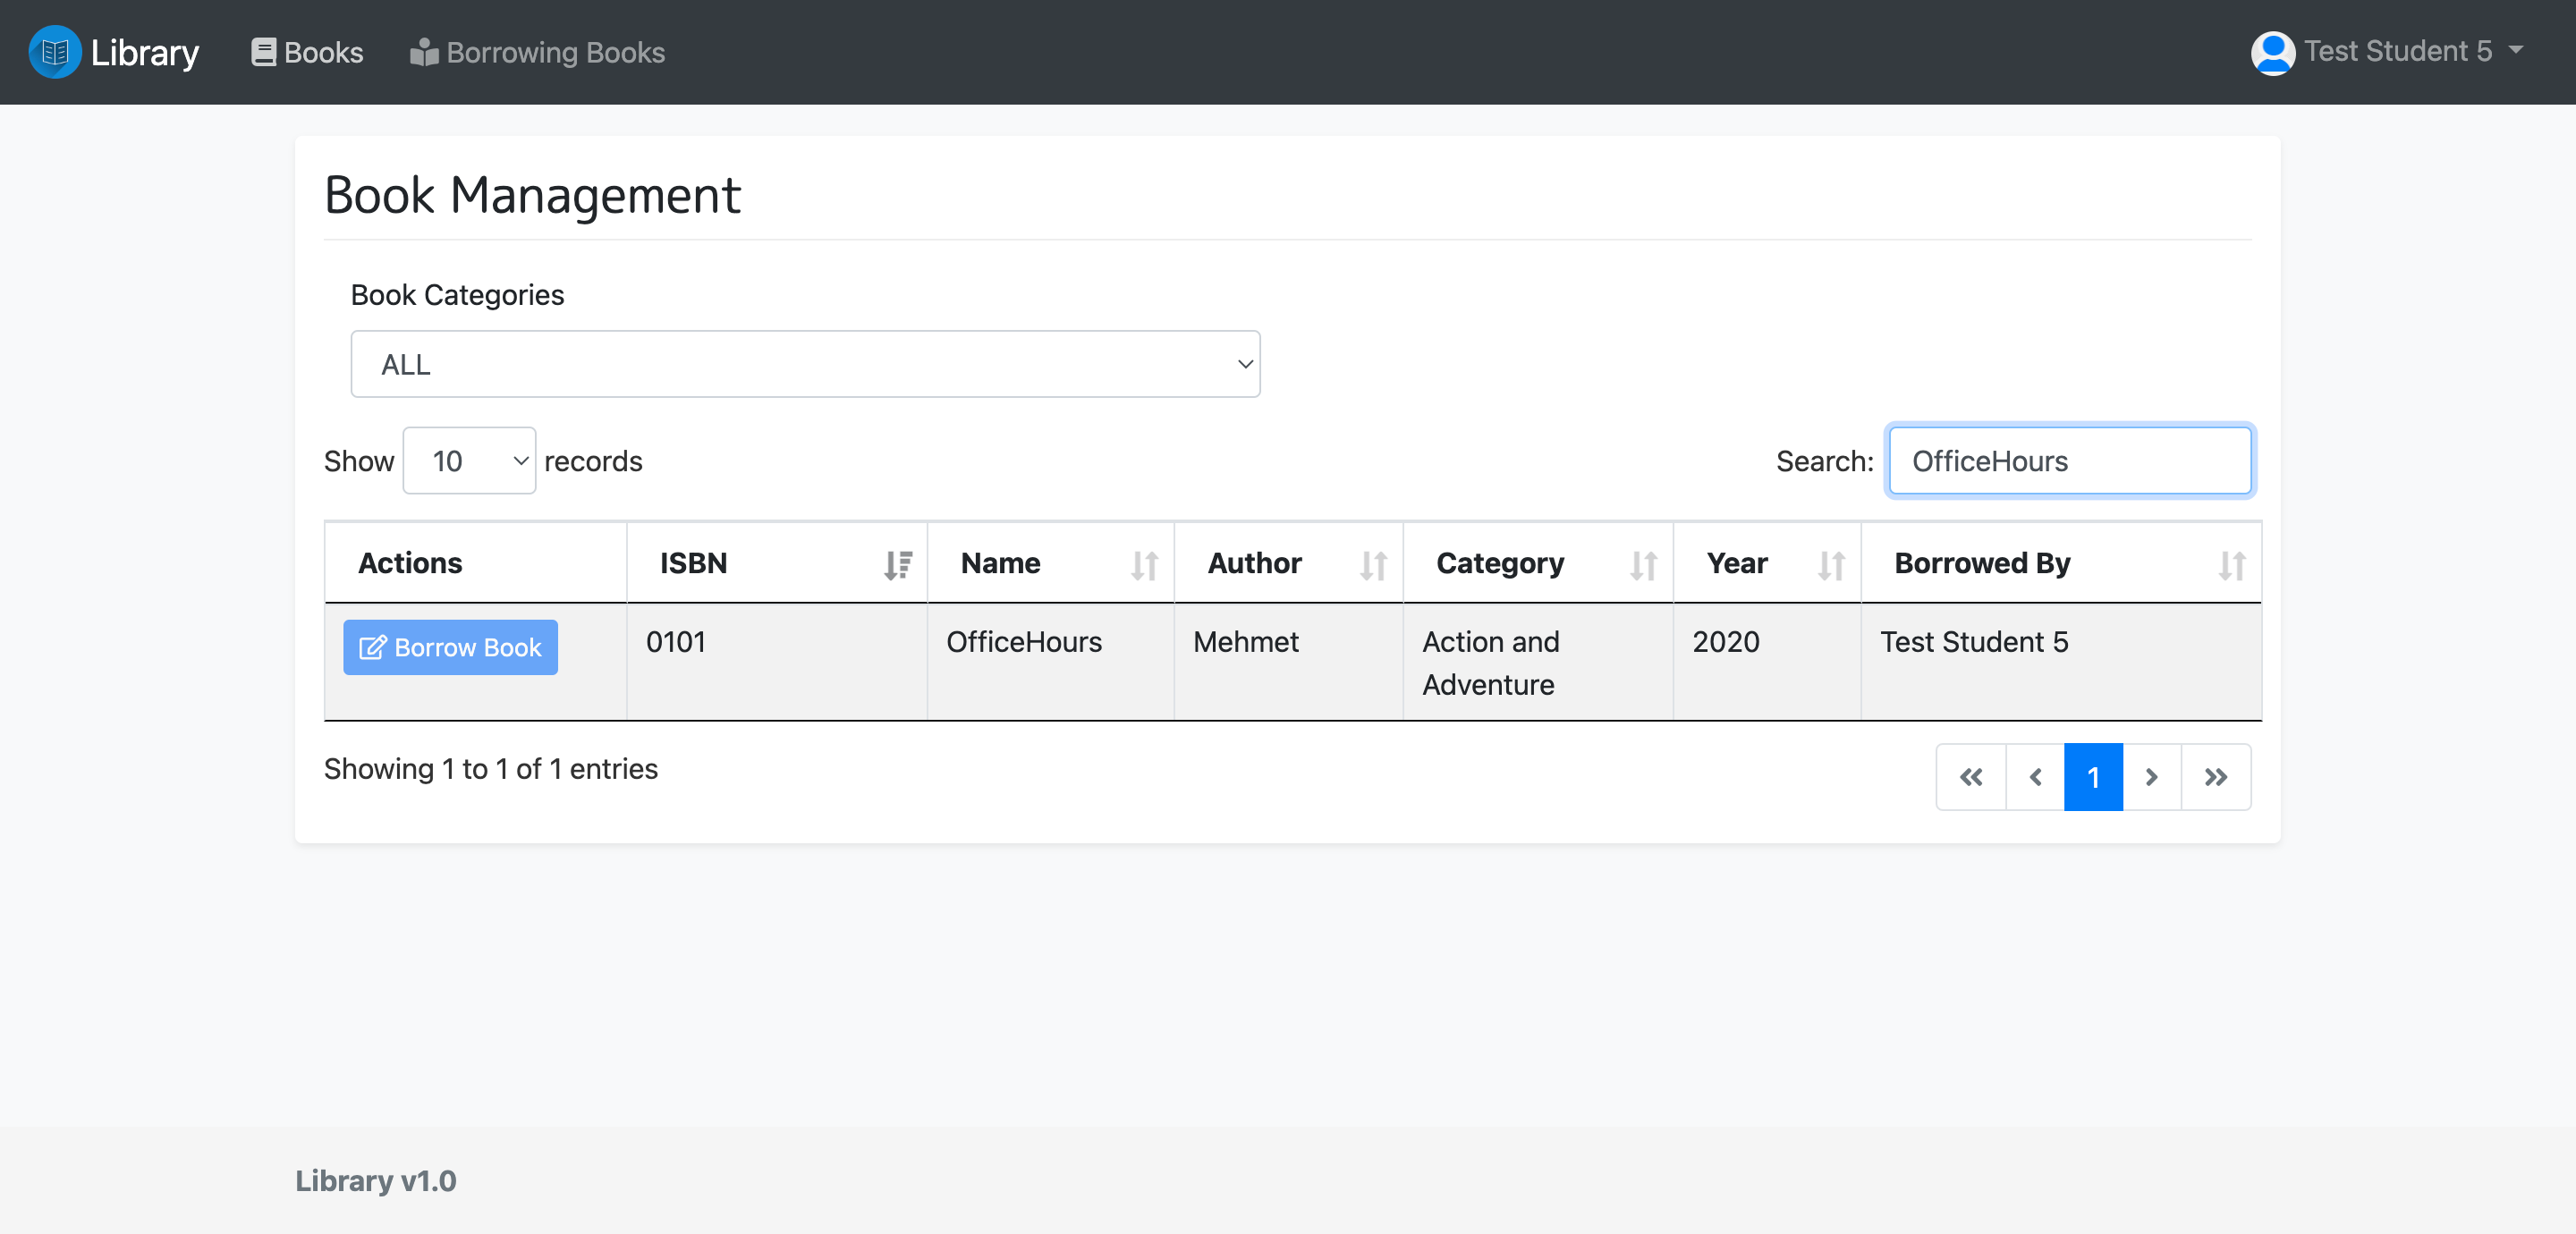 Library Books Borrowing Books Test Student 5
Book Management
Book Categories
ALL
Show 10 records Search: OfficeHours
Actions ISBN Name Author Category Year Borrowed By
Borrow Book 0101 OfficeHours Mehmet Action and 2020 Test Student 5
Adventure
Showing 1 to 1 of 1 entries
« ‹ 1 › »
Library v1.0